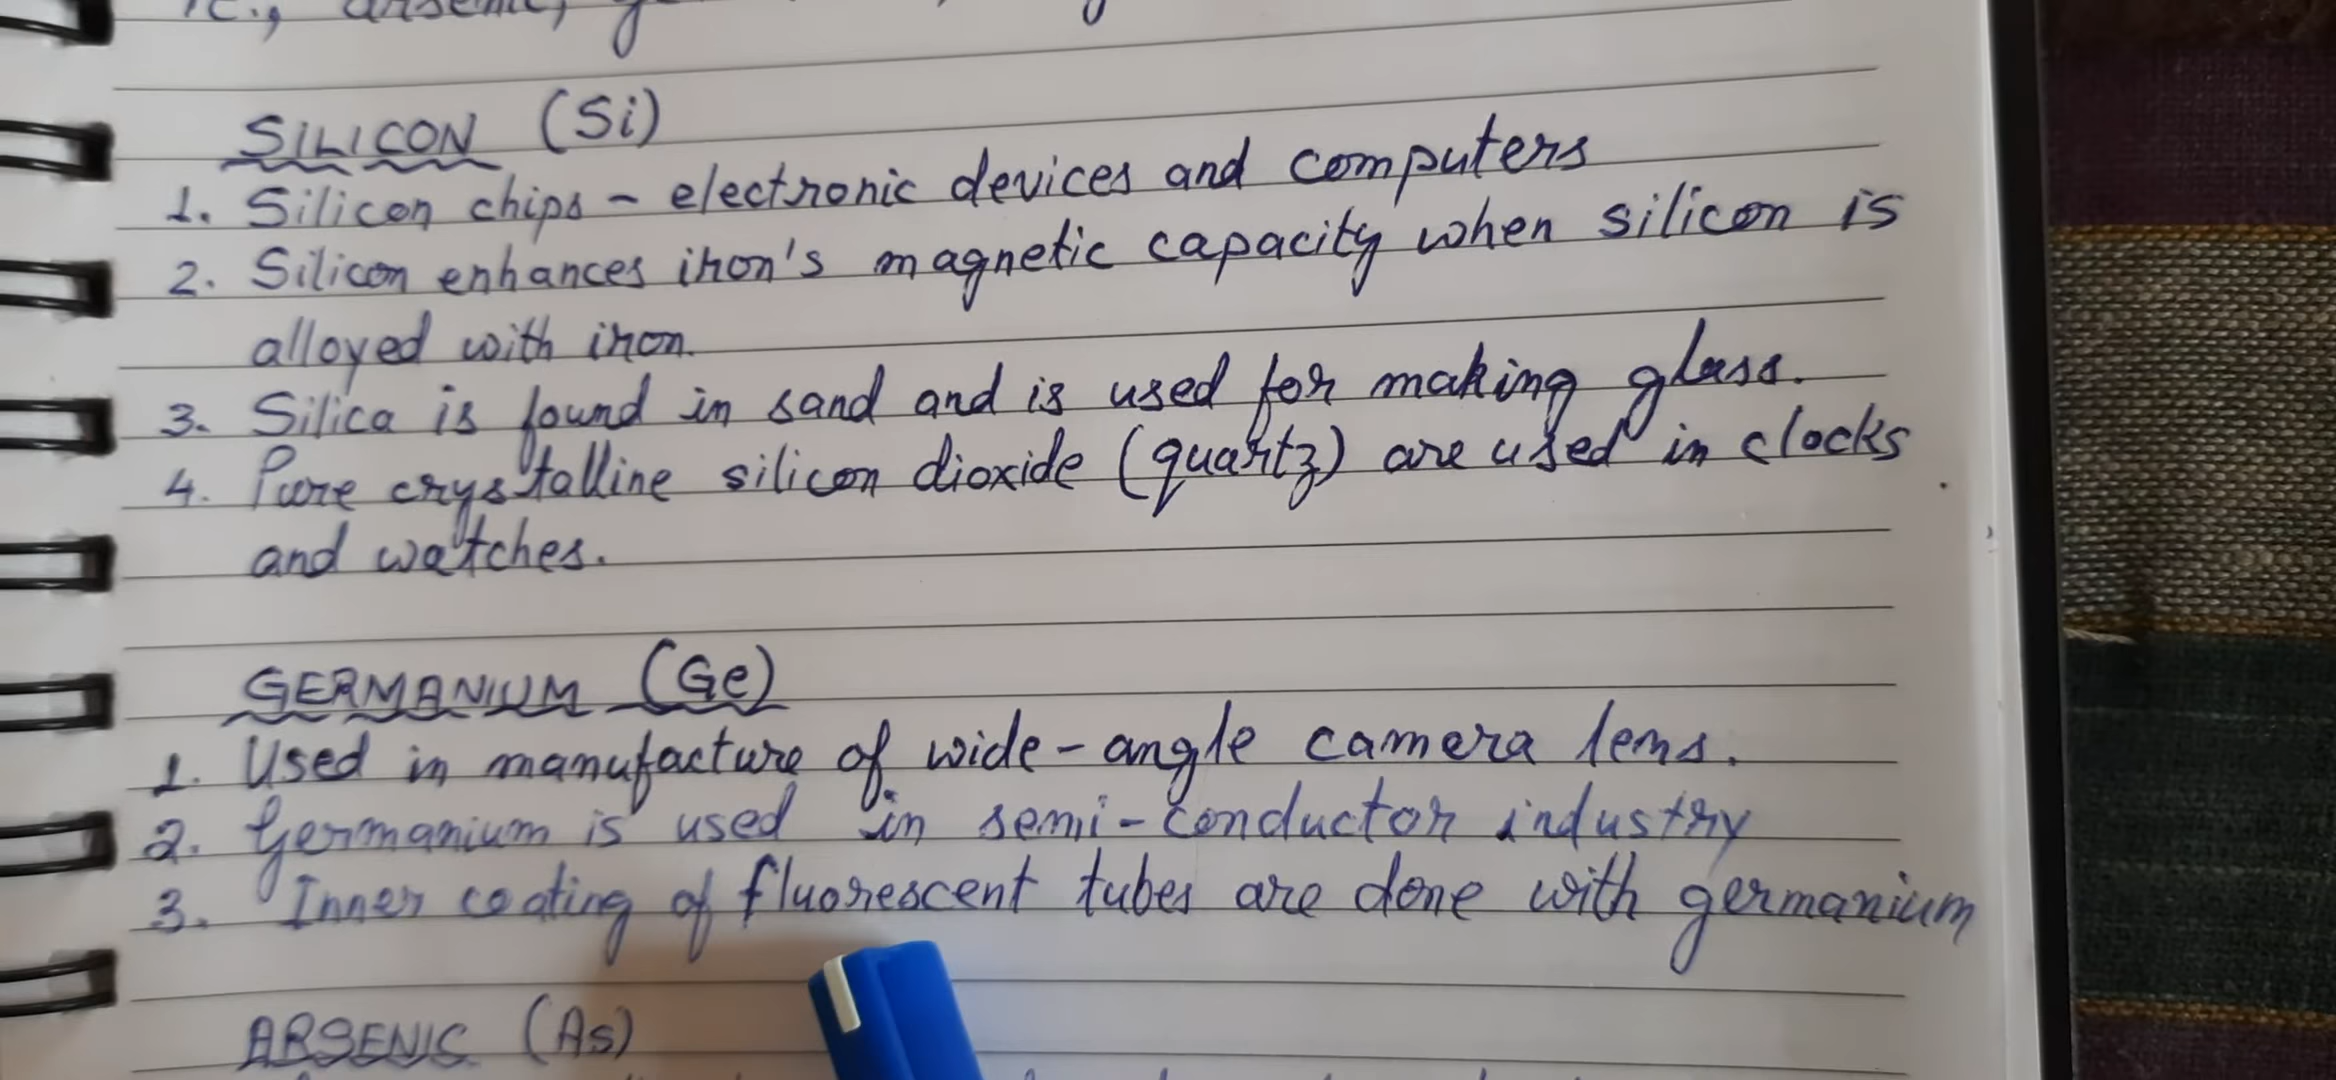 arsenic,
SILICON (Si)
1. Silicon chips - electronic devices and computers
2. Silicon enhances iron's magnetic capacity when silicon is
alloyed with iron.
3. Silica is found in sand and is used for making glass.
4. Pure crystalline silicon dioxide (quartz) are used in clocks
and watches.
GERMANIUM (Ge)
1. Used in manufacture of wide-angle camera lens.
2. Germanium is used in semi-conductor industry
3. Inner coating of fluorescent tubes are done with germanium
ARSENIC (As)